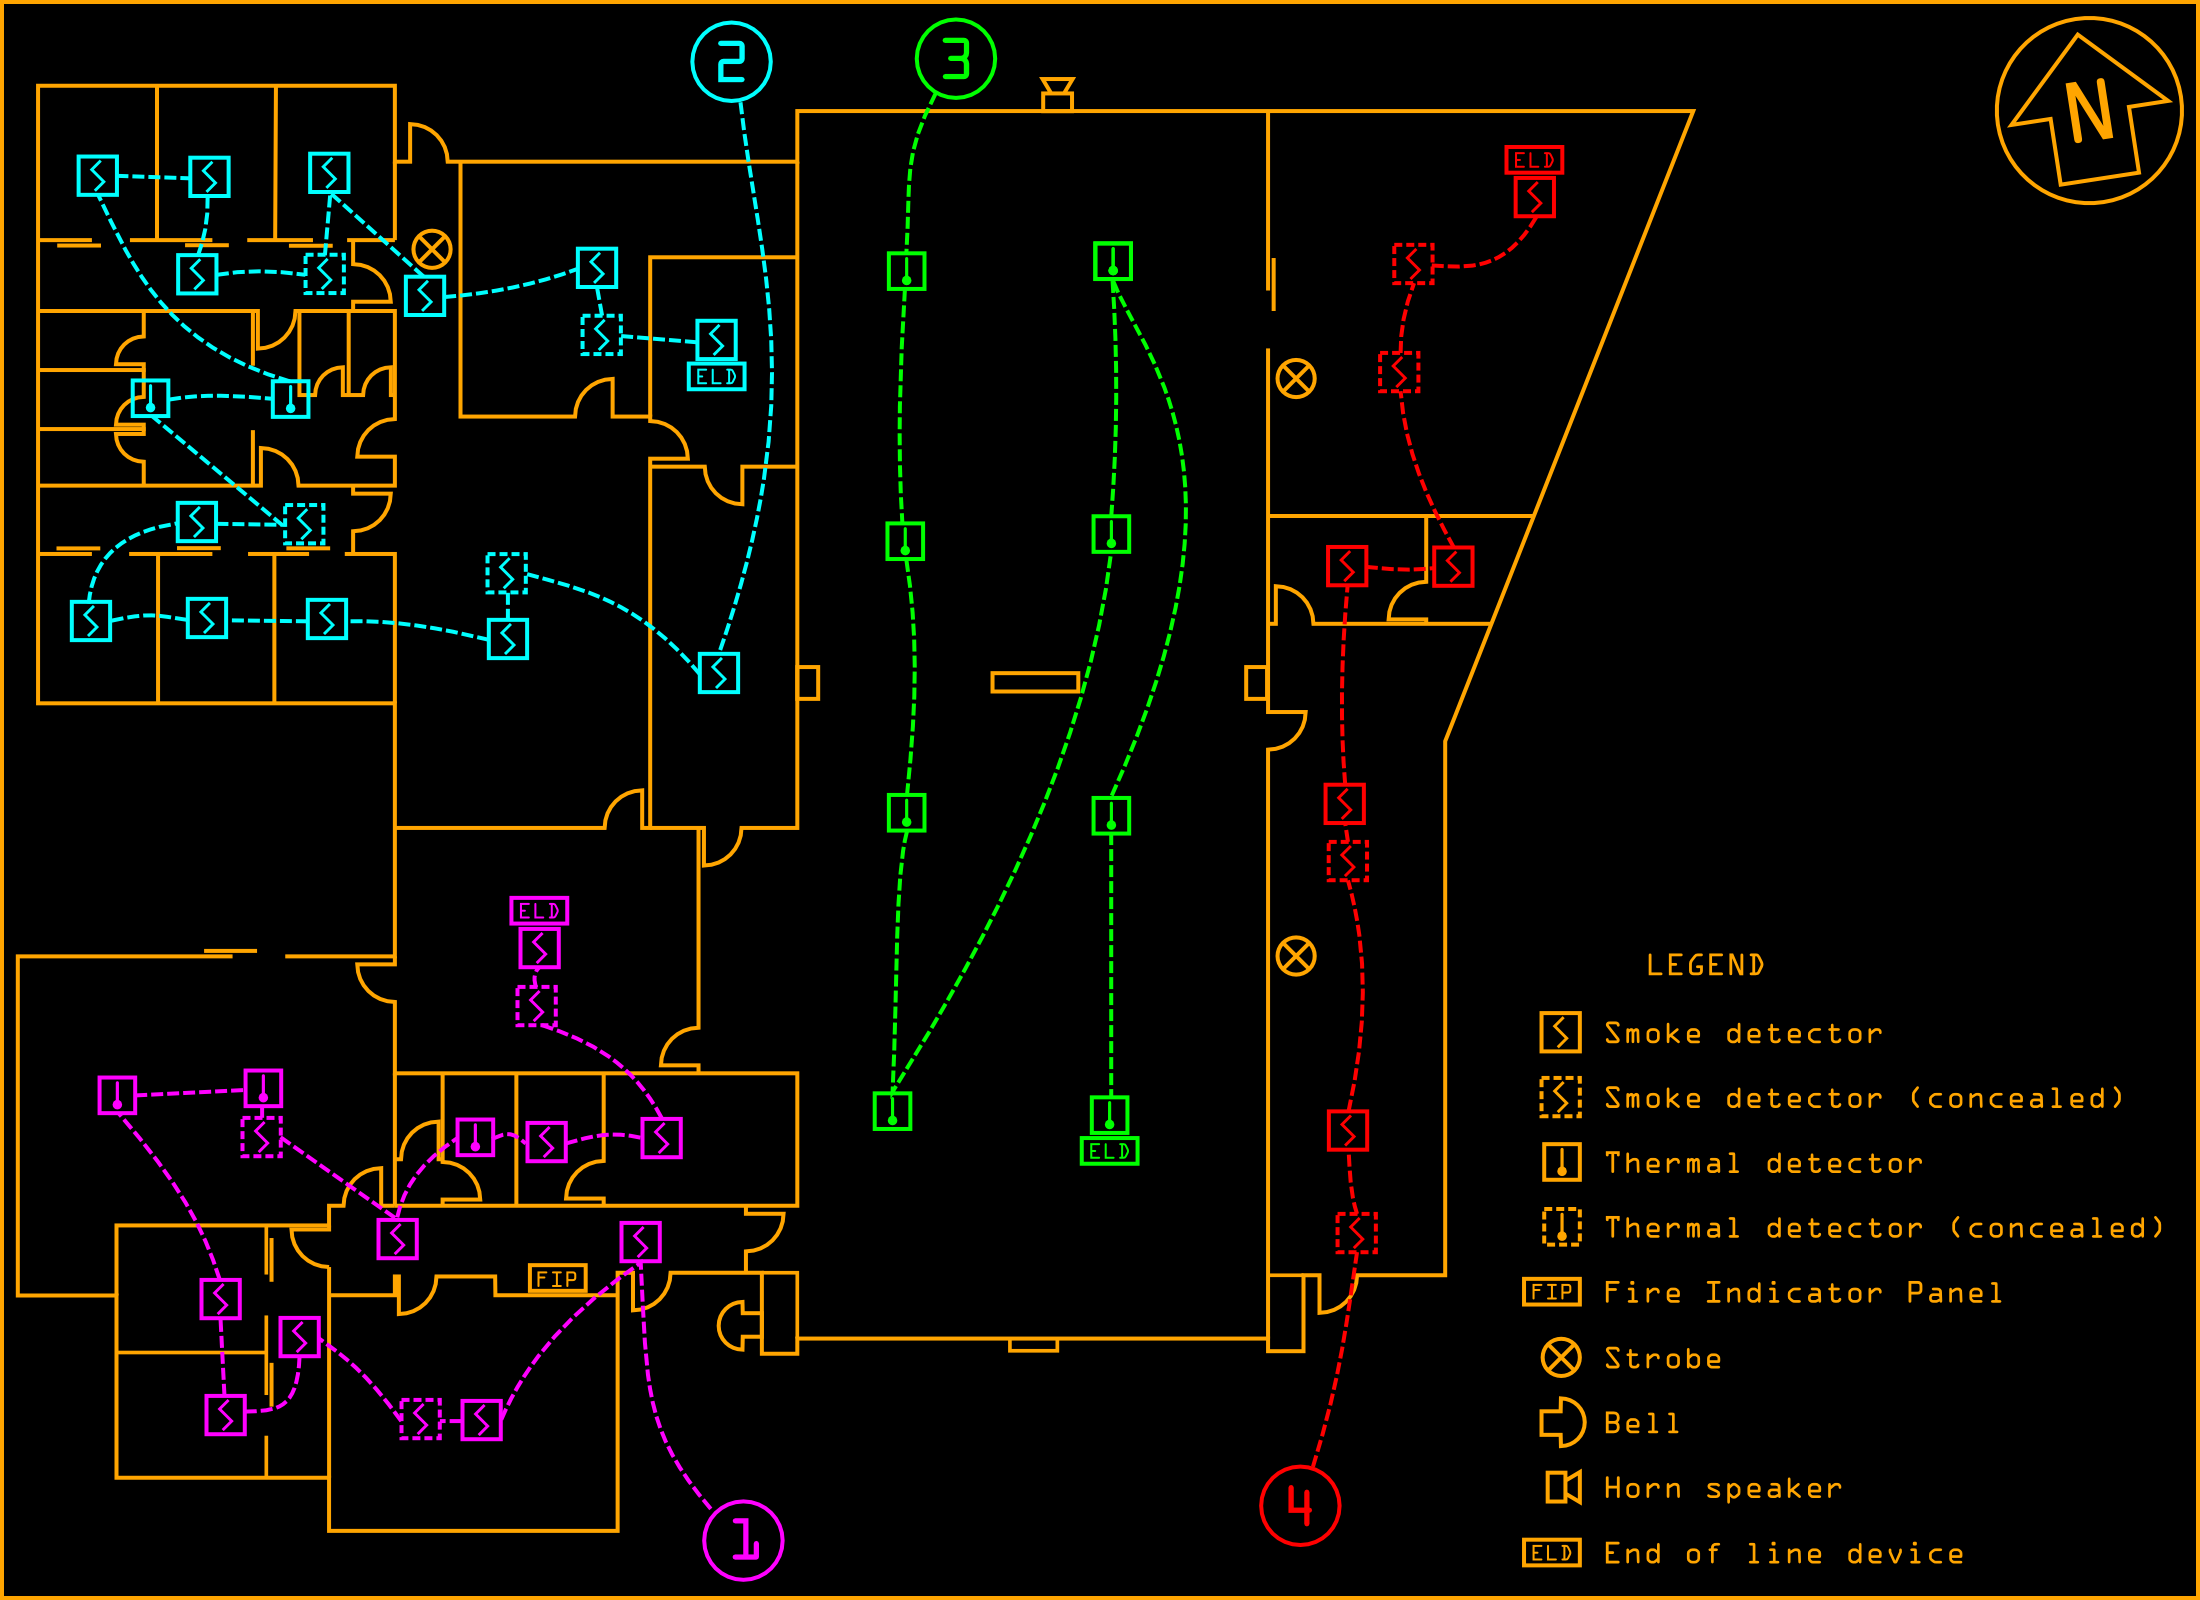 2
3
N
ELD
ELD
ELD
ELD
FIP
1
4
LEGEND
Smoke detector
Smoke detector (concealed)
Thermal detector
Thermal detector (concealed)
FIP Fire Indicator Panel
Strobe
Bell
Horn speaker
ELD End of line device